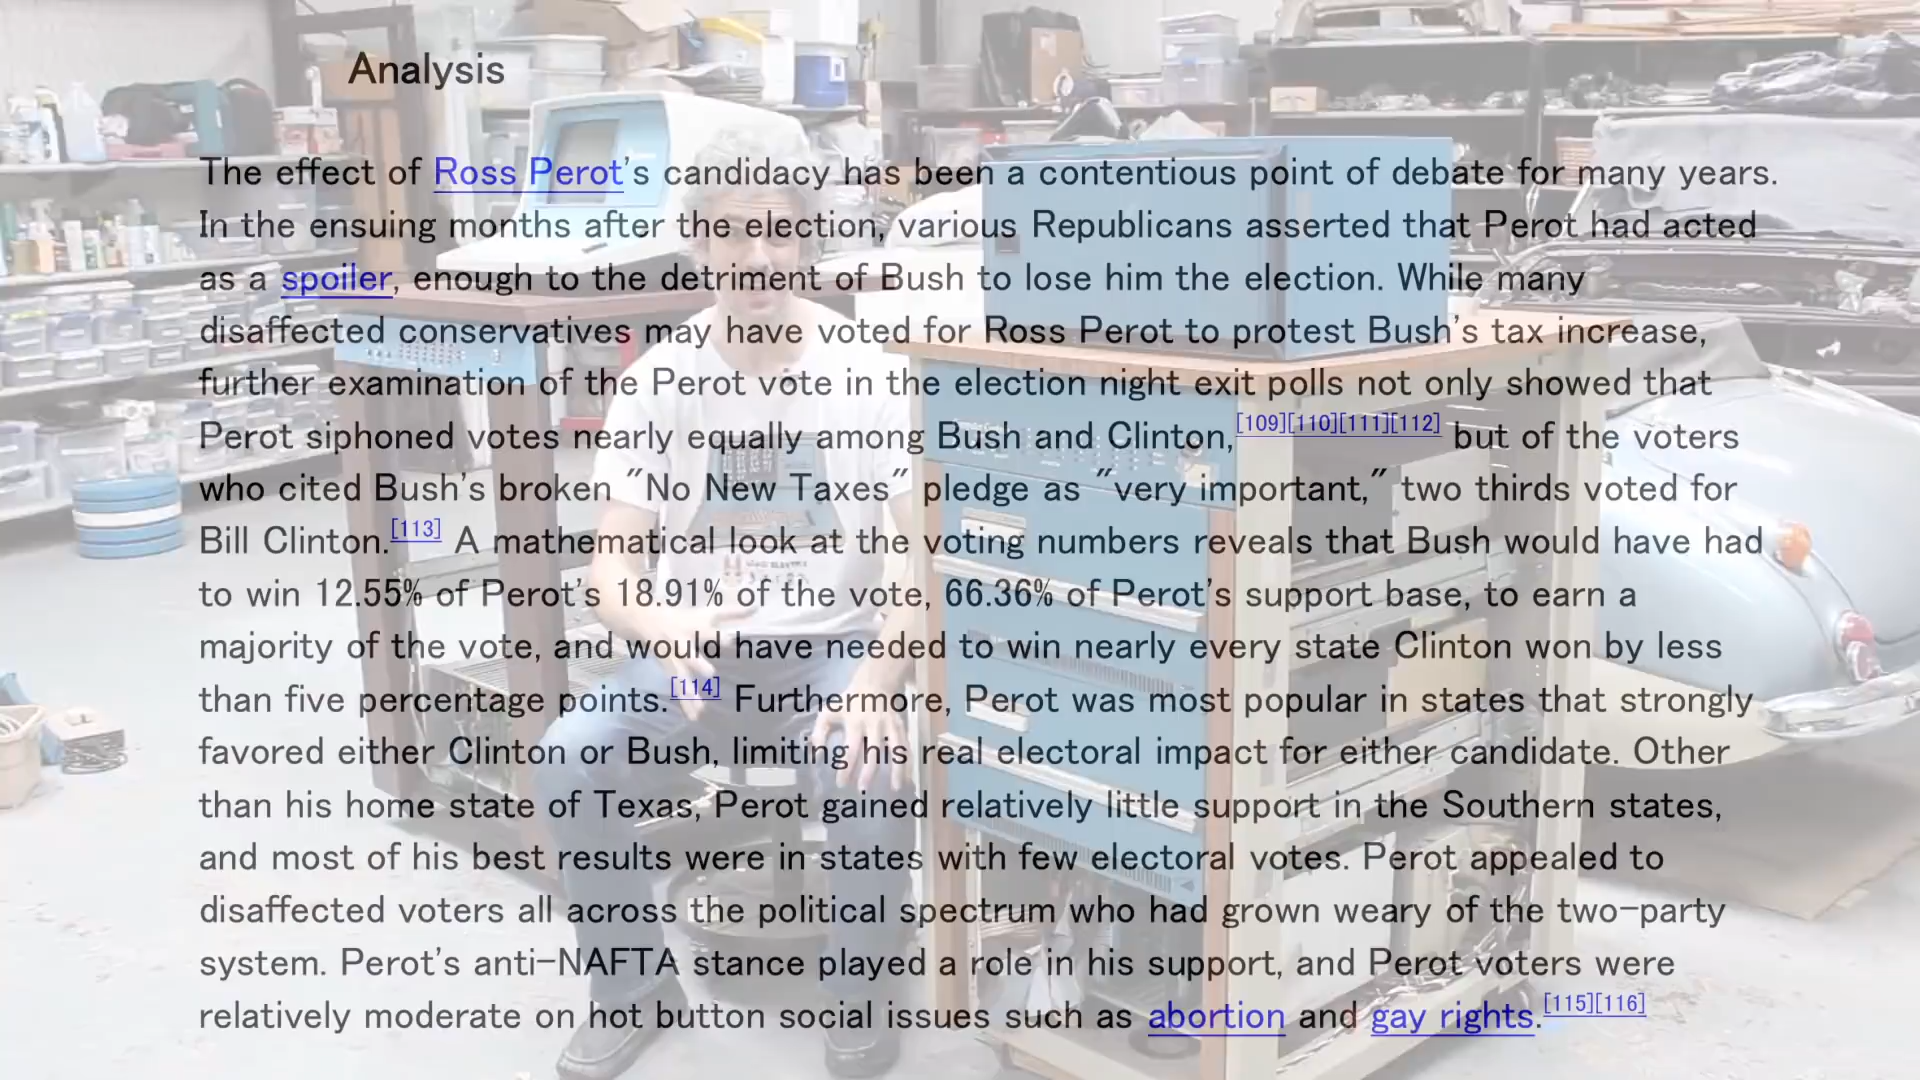 Analysis
The effect of Ross Perot's candidacy has been a contentious point of debate for many years.
In the ensuing months after the election, various Republicans asserted that Perot had acted
as a spoiler, enough to the detriment of Bush to lose him the election. While many
disaffected conservatives may have voted for Ross Perot to protest Bush's tax increase,
further examination of the Perot vote in the election night exit polls not only showed that
Perot siphoned votes nearly equally among Bush and Clinton,[109][110][111][112] but of the voters
who cited Bush's broken "No New Taxes" pledge as "very important," two thirds voted for
Bill Clinton.[113] A mathematical look at the voting numbers reveals that Bush would have had
to win 12.55% of Perot's 18.91% of the vote, 66.36% of Perot's support base, to earn a
majority of the vote, and would have needed to win nearly every state Clinton won by less
than five percentage points.[114] Furthermore, Perot was most popular in states that strongly
favored either Clinton or Bush, limiting his real electoral impact for either candidate. Other
than his home state of Texas, Perot gained relatively little support in the Southern states,
and most of his best results were in states with few electoral votes. Perot appealed to
disaffected voters all across the political spectrum who had grown weary of the two-party
system. Perot's anti-NAFTA stance played a role in his support, and Perot voters were
relatively moderate on hot button social issues such as abortion and gay rights.[115][116]